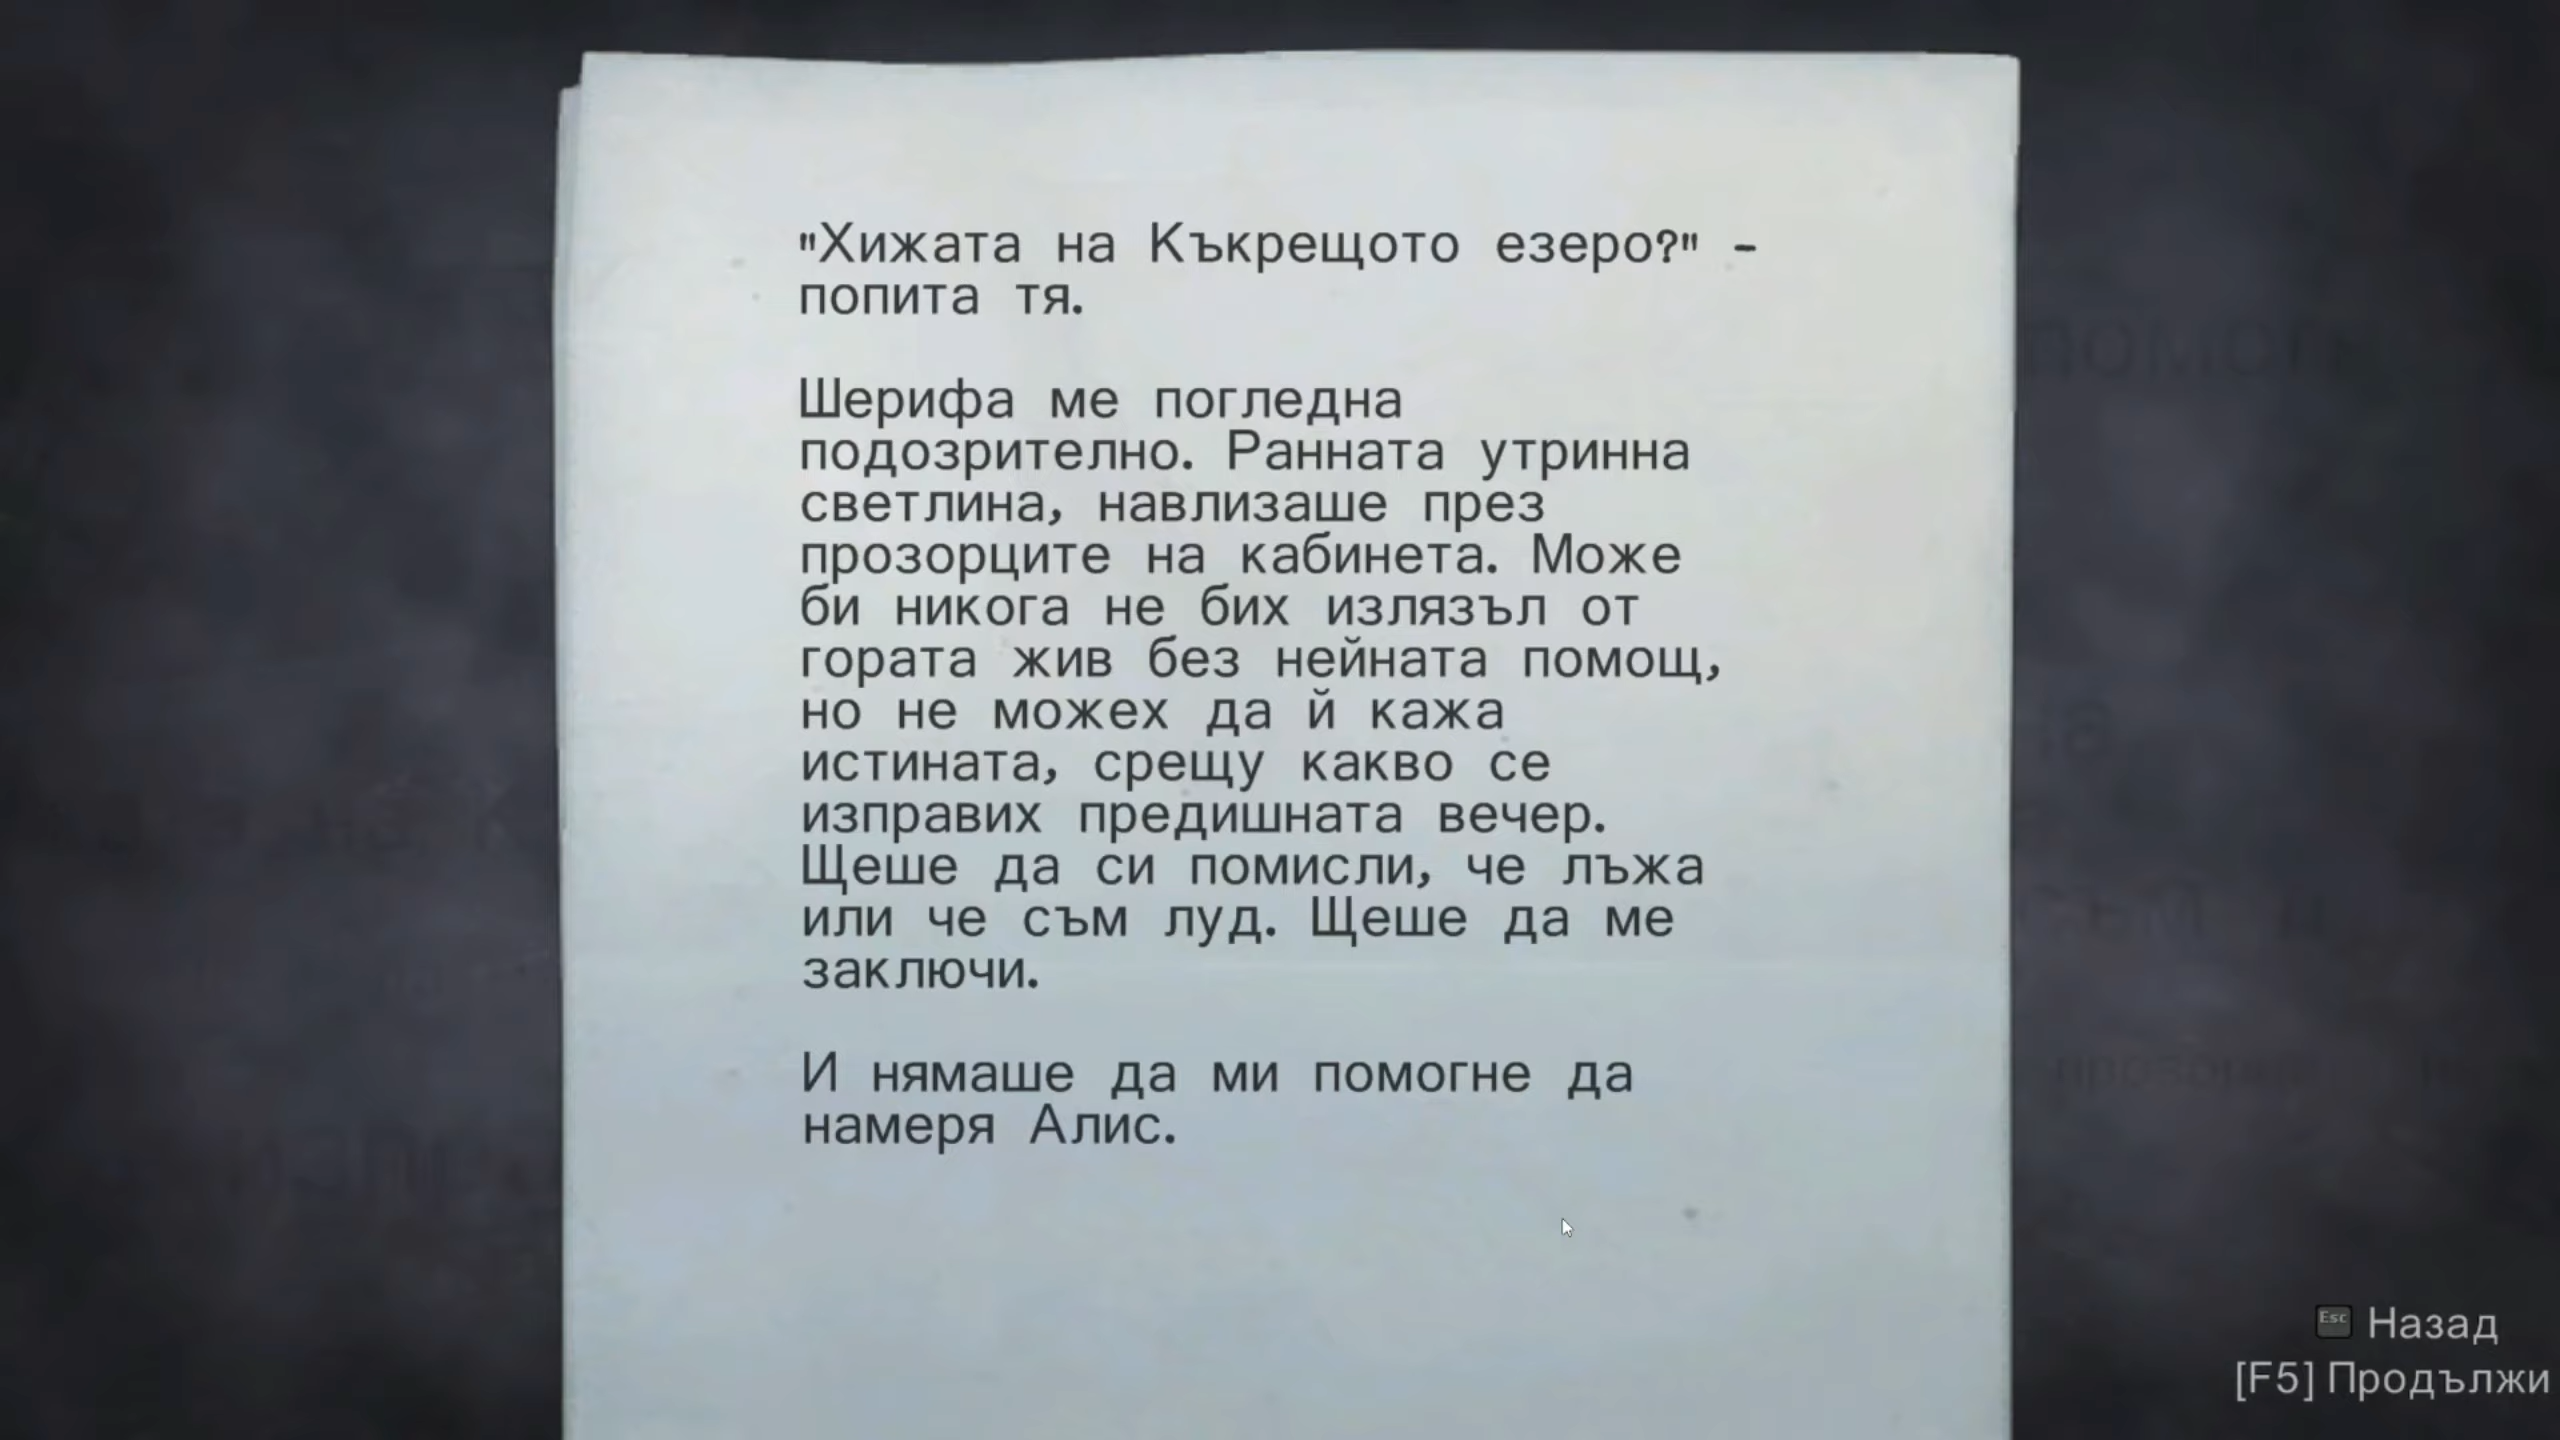 "Хижата на Къкрещото езеро?" -
попита тя.
Шерифа ме погледна
подозрително. Ранната утринна
светлина, навлизаше през
прозорците на кабинета. Може
би никога не бих излязъл от
гората жив без нейната помощ,
но не можех да й кажа
истината, срещу какво се
изправих предишната вечер.
Щеше да си помисли, че лъжа
или че съм луд. Щеше да ме
заключи.
И нямаше да ми помогне да
намеря Алис.
Esc Назад
[F5] Продължи